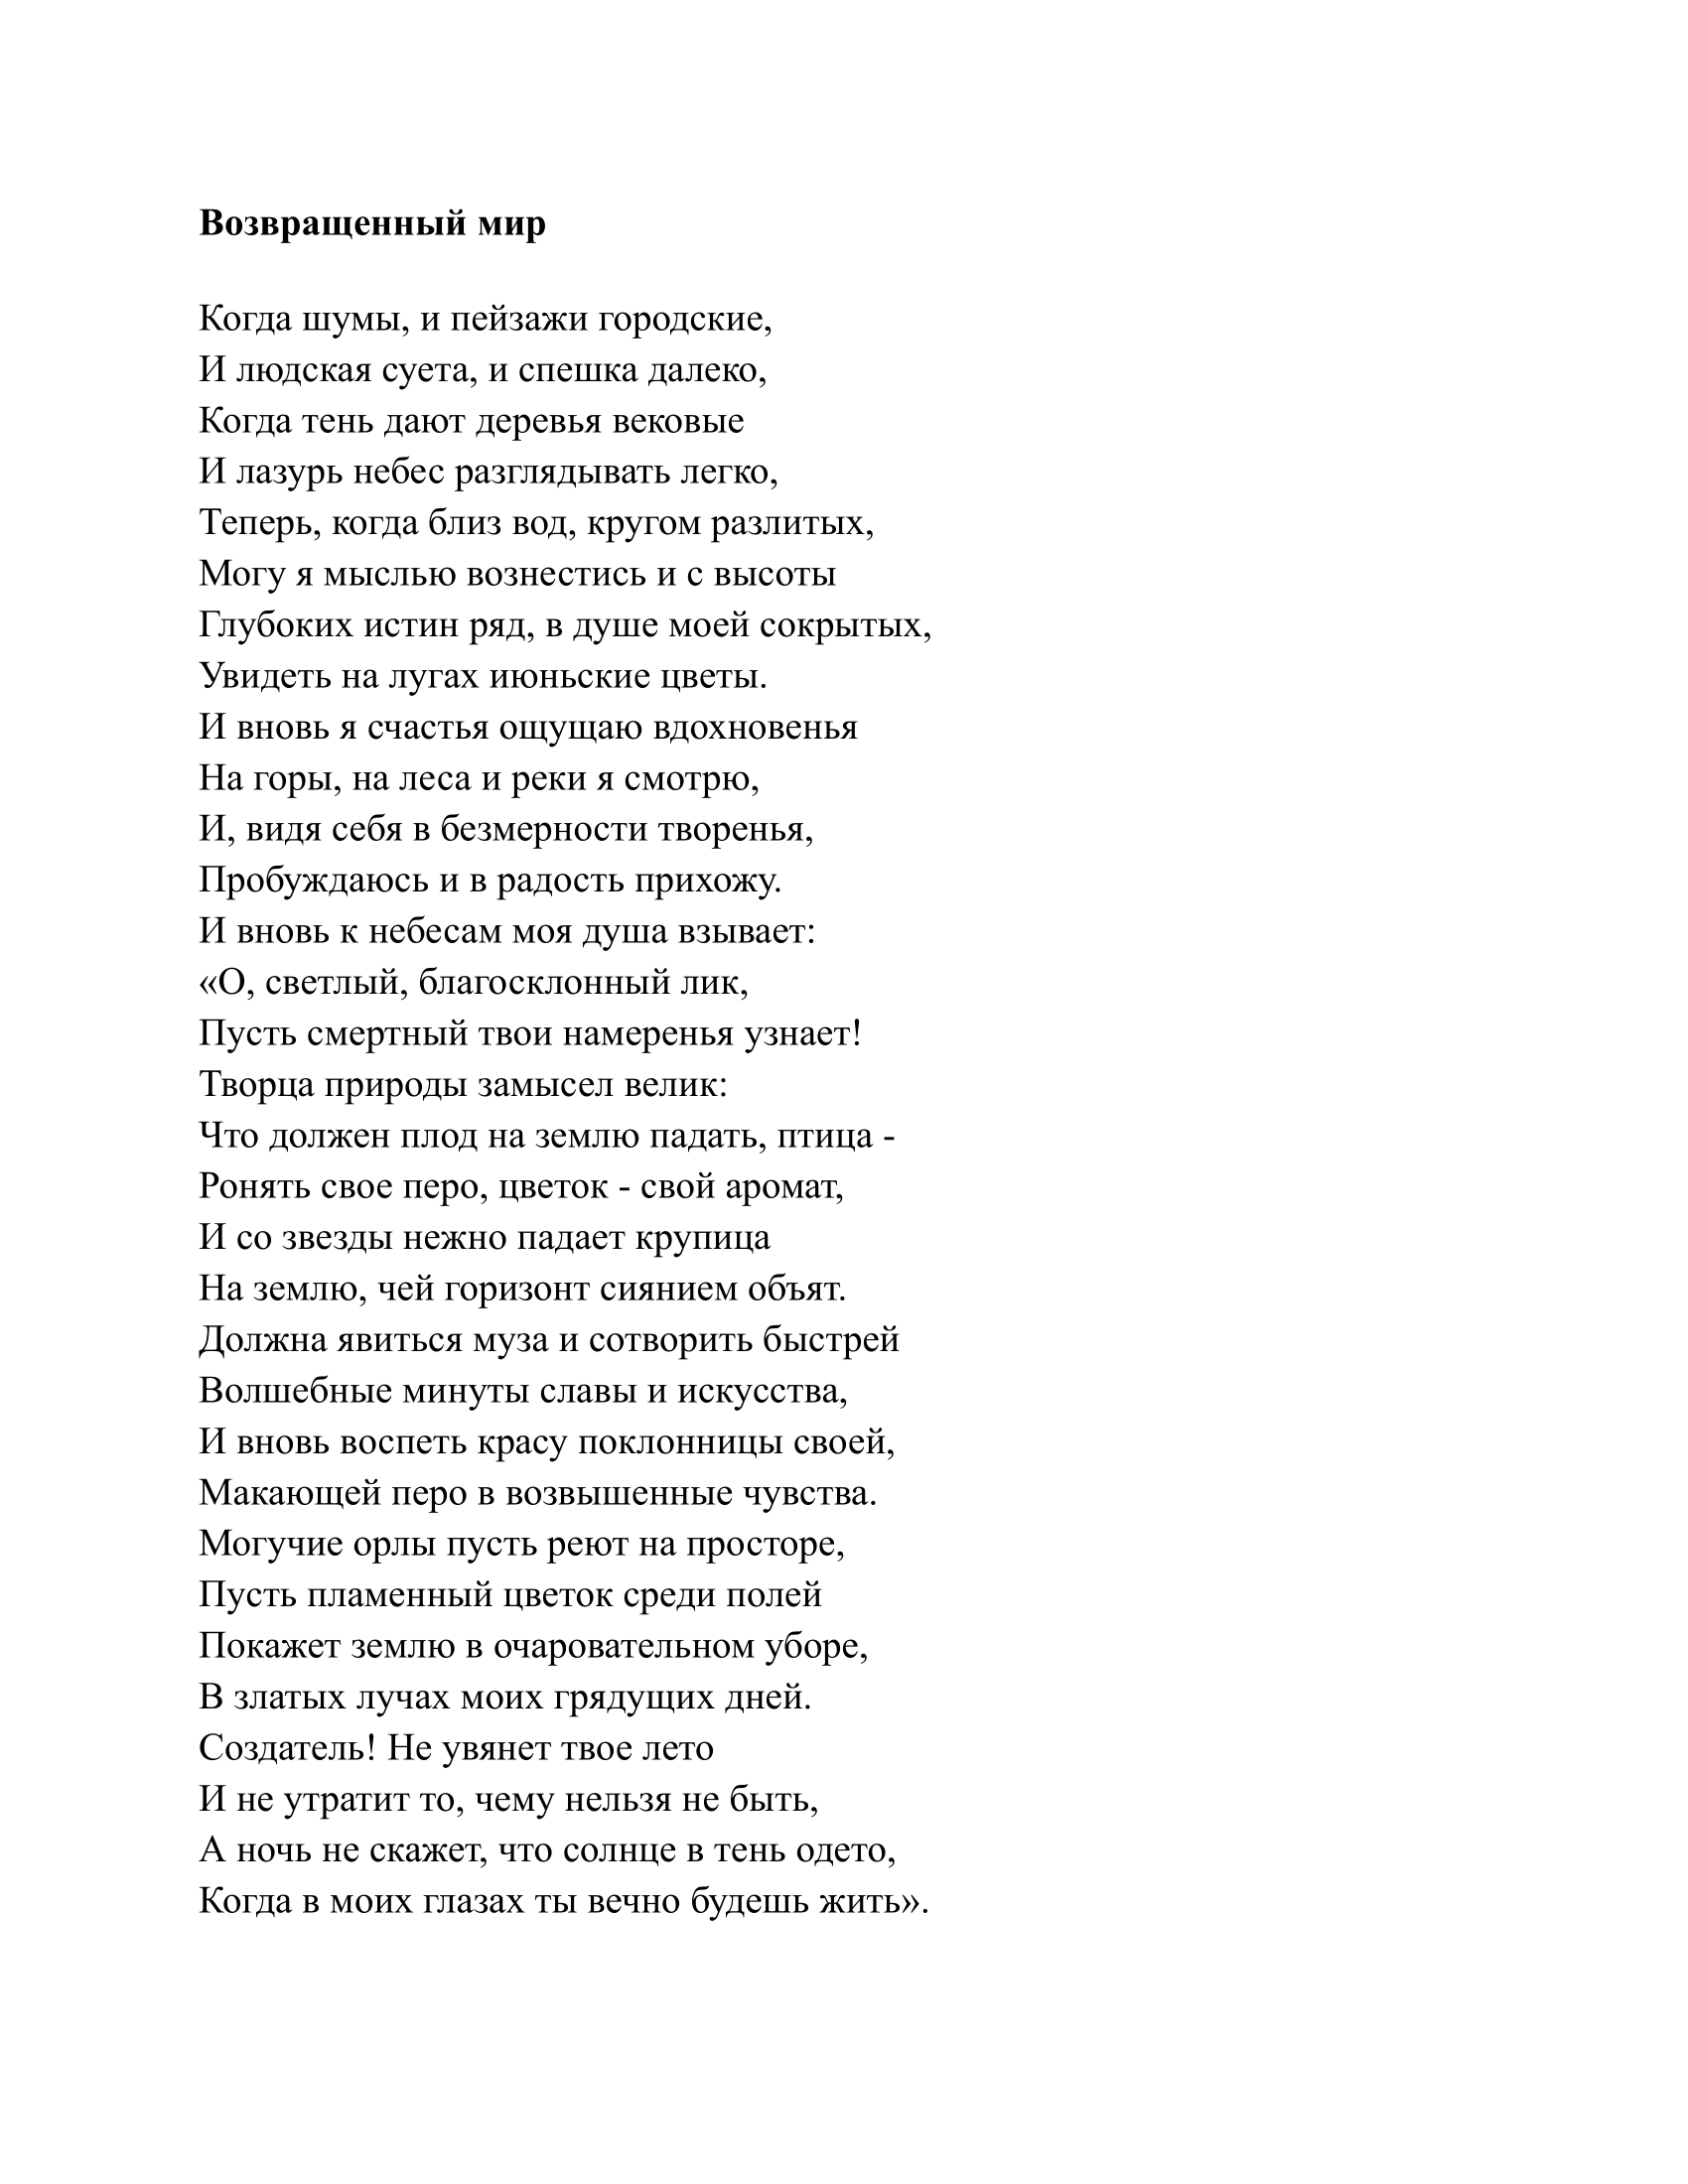 Возвращенный мир
Когда шумы, и пейзажи городские,
И людская суета, и спешка далеко,
Когда тень дают деревья вековые
И лазурь небес разглядывать легко,
Теперь, когда близ вод, кругом разлитых,
Могу я мыслью вознестись и с высоты
Глубоких истин ряд, в душе моей сокрытых,
Увидеть на лугах июньские цветы.
И вновь я счастья ощущаю вдохновенья
На горы, на леса и реки я смотрю,
И, видя себя в безмерности творенья,
Пробуждаюсь и в радость прихожу.
И вновь к небесам моя душа взывает:
«О, светлый, благосклонный лик,
Пусть смертный твои намеренья узнает!
Творца природы замысел велик:
Что должен плод на землю падать, птица -
Ронять свое перо, цветок - свой аромат,
И со звезды нежно падает крупица
На землю, чей горизонт сиянием объят.
Должна явиться муза и сотворить быстрей
Волшебные минуты славы и искусства,
И вновь воспеть красу поклонницы своей,
Макающей перо в возвышенные чувства.
Могучие орлы пусть реют на просторе,
Пусть пламенный цветок среди полей
Покажет землю в очаровательном уборе,
В златых лучах моих грядущих дней.
Создатель! Не увянет твое лето
И не утратит то, чему нельзя не быть,
А ночь не скажет, что солнце в тень одето,
Когда в моих глазах ты вечно будешь жить».